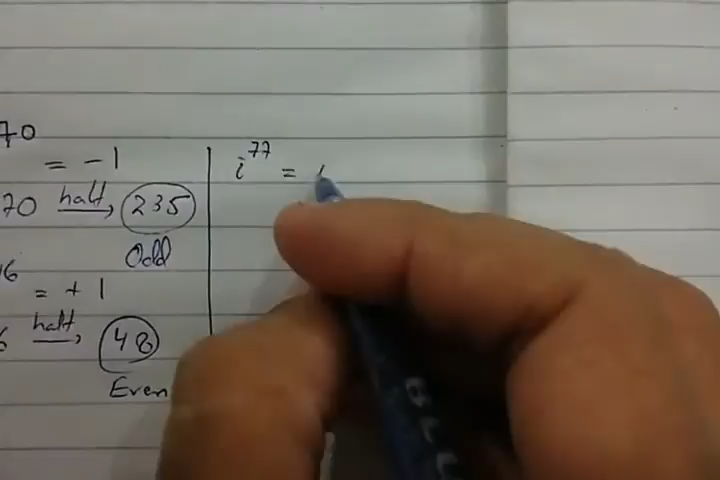 70
= -1
70 half, 235
Odd
6
= + 1
6 half, 48
Even
i^77 =